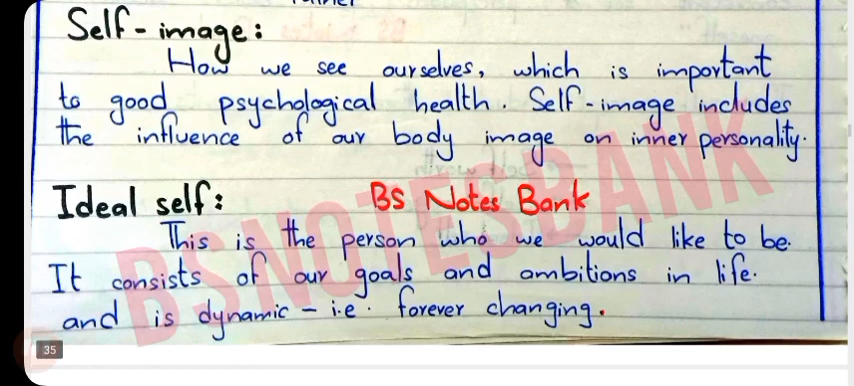 Self-image:
How we see ourselves, which is important
to good psychological health. Self-image includes
the influence of our body image on inner personality.
Ideal self: BS Notes Bank
This is the person who we would like to be.
It consists of our goals and ambitions in life.
and is dynamic - i.e. forever changing.
BSNOTESBANK
35